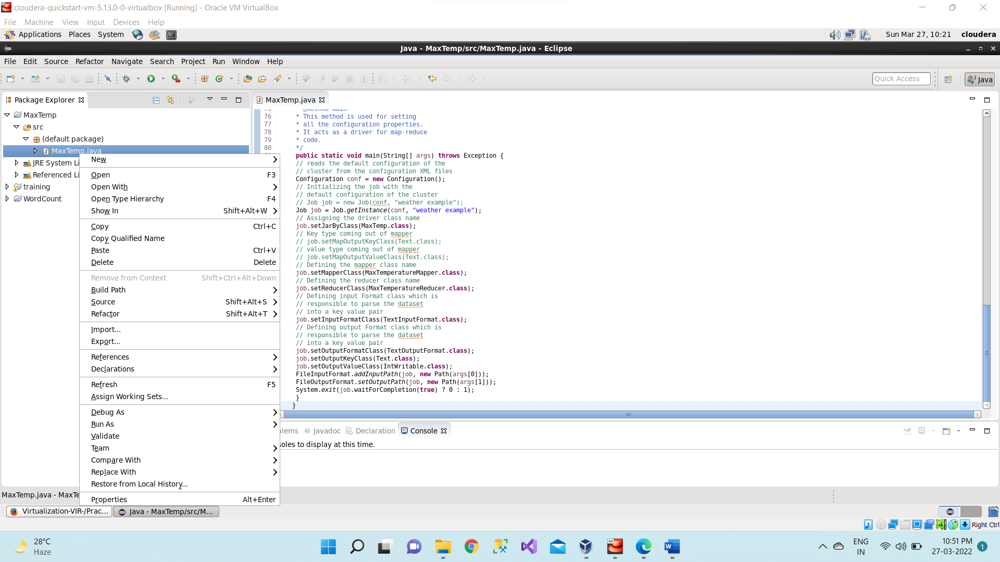 cloudera-quickstart-vm-5.13.0-0-virtualbox [Running] - Oracle VM VirtualBox
File Machine View Input Devices Help
Applications Places System Sun Mar 27, 10:21 cloudera
Java - MaxTemp/src/MaxTemp.java - Eclipse
File Edit Source Refactor Navigate Search Project Run Window Help
Quick Access Java
Package Explorer
MaxTemp.java
MaxTemp
src
(default package)
MaxTemp.java
JRE System Li
Referenced Li
training
WordCount
New
Open F3
Open With
Open Type Hierarchy F4
Show In Shift+Alt+W
Copy Ctrl+C
Copy Qualified Name
Paste Ctrl+V
Delete Delete
Remove from Context Shift+Ctrl+Alt+Down
Build Path
Source Shift+Alt+S
Refactor Shift+Alt+T
Import...
Export...
References
Declarations
Refresh F5
Assign Working Sets...
Debug As
Run As
Validate
Team
Compare With
Replace With
Restore from Local History...
Properties Alt+Enter
75 @method main
76 * This method is used for setting
77 * all the configuration properties.
78 * It acts as a driver for map-reduce
79 * code.
80 */
public static void main(String[] args) throws Exception {
// reads the default configuration of the
// cluster from the configuration XML files
Configuration conf = new Configuration();
// Initializing the job with the
// default configuration of the cluster
// Job job = new Job(conf, "weather example");
Job job = Job.getInstance(conf, "weather example");
// Assigning the driver class name
job.setJarByClass(MaxTemp.class);
// Key type coming out of mapper
// job.setMapOutputKeyClass(Text.class);
// value type coming out of mapper
// job.setMapOutputValueClass(Text.class);
// Defining the mapper class name
job.setMapperClass(MaxTemperatureMapper.class);
// Defining the reducer class name
job.setReducerClass(MaxTemperatureReducer.class);
// Defining input Format class which is
// responsible to parse the dataset
// into a key value pair
job.setInputFormatClass(TextInputFormat.class);
// Defining output Format class which is
// responsible to parse the dataset
// into a key value pair
job.setOutputFormatClass(TextOutputFormat.class);
job.setOutputKeyClass(Text.class);
job.setOutputValueClass(IntWritable.class);
FileInputFormat.addInputPath(job, new Path(args[0]));
FileOutputFormat.setOutputPath(job, new Path(args[1]));
System.exit(job.waitForCompletion(true) ? 0 : 1);
}
}
blems @ Javadoc Declaration Console
soles to display at this time.
MaxTemp.java - MaxTe
Virtualization-VIR-/Prac... Java - MaxTemp/src/M...
Right Ctrl
28°C
Haze
64
ENG
IN
10:51 PM
27-03-2022
1